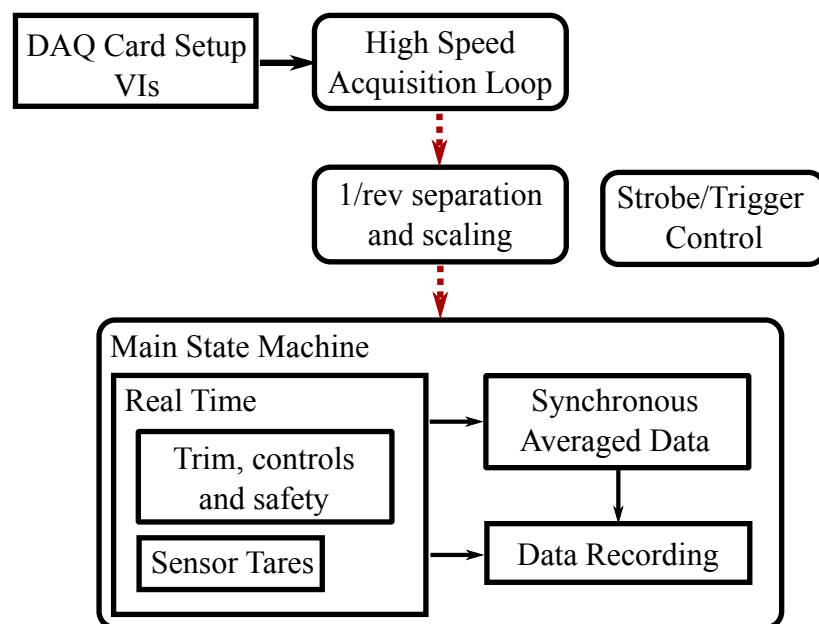 DAQ Card Setup
VIs
High Speed
Acquisition Loop
1/rev separation
and scaling
Strobe/Trigger
Control
Main State Machine
Real Time
Trim, controls
and safety
Sensor Tares
Synchronous
Averaged Data
Data Recording